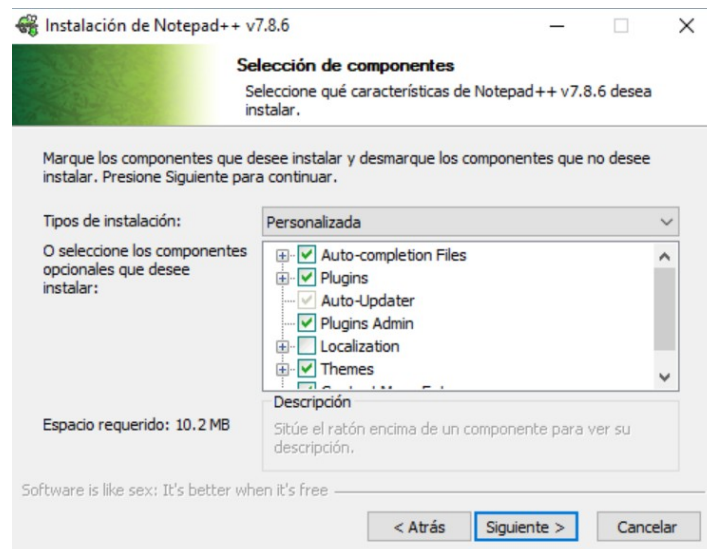 Instalación de Notepad++ v7.8.6
Selección de componentes
Seleccione qué características de Notepad++ v7.8.6 desea
instalar.
Marque los componentes que desee instalar y desmarque los componentes que no desee
instalar. Presione Siguiente para continuar.
Tipos de instalación:
Personalizada
O seleccione los componentes
opcionales que desee
instalar:
Auto-completion Files
Plugins
Auto-Updater
Plugins Admin
Localization
Themes
Espacio requerido: 10.2 MB
Descripción
Sitúe el ratón encima de un componente para ver su
descripción.
Software is like sex: It's better when it's free
< Atrás
Siguiente >
Cancelar